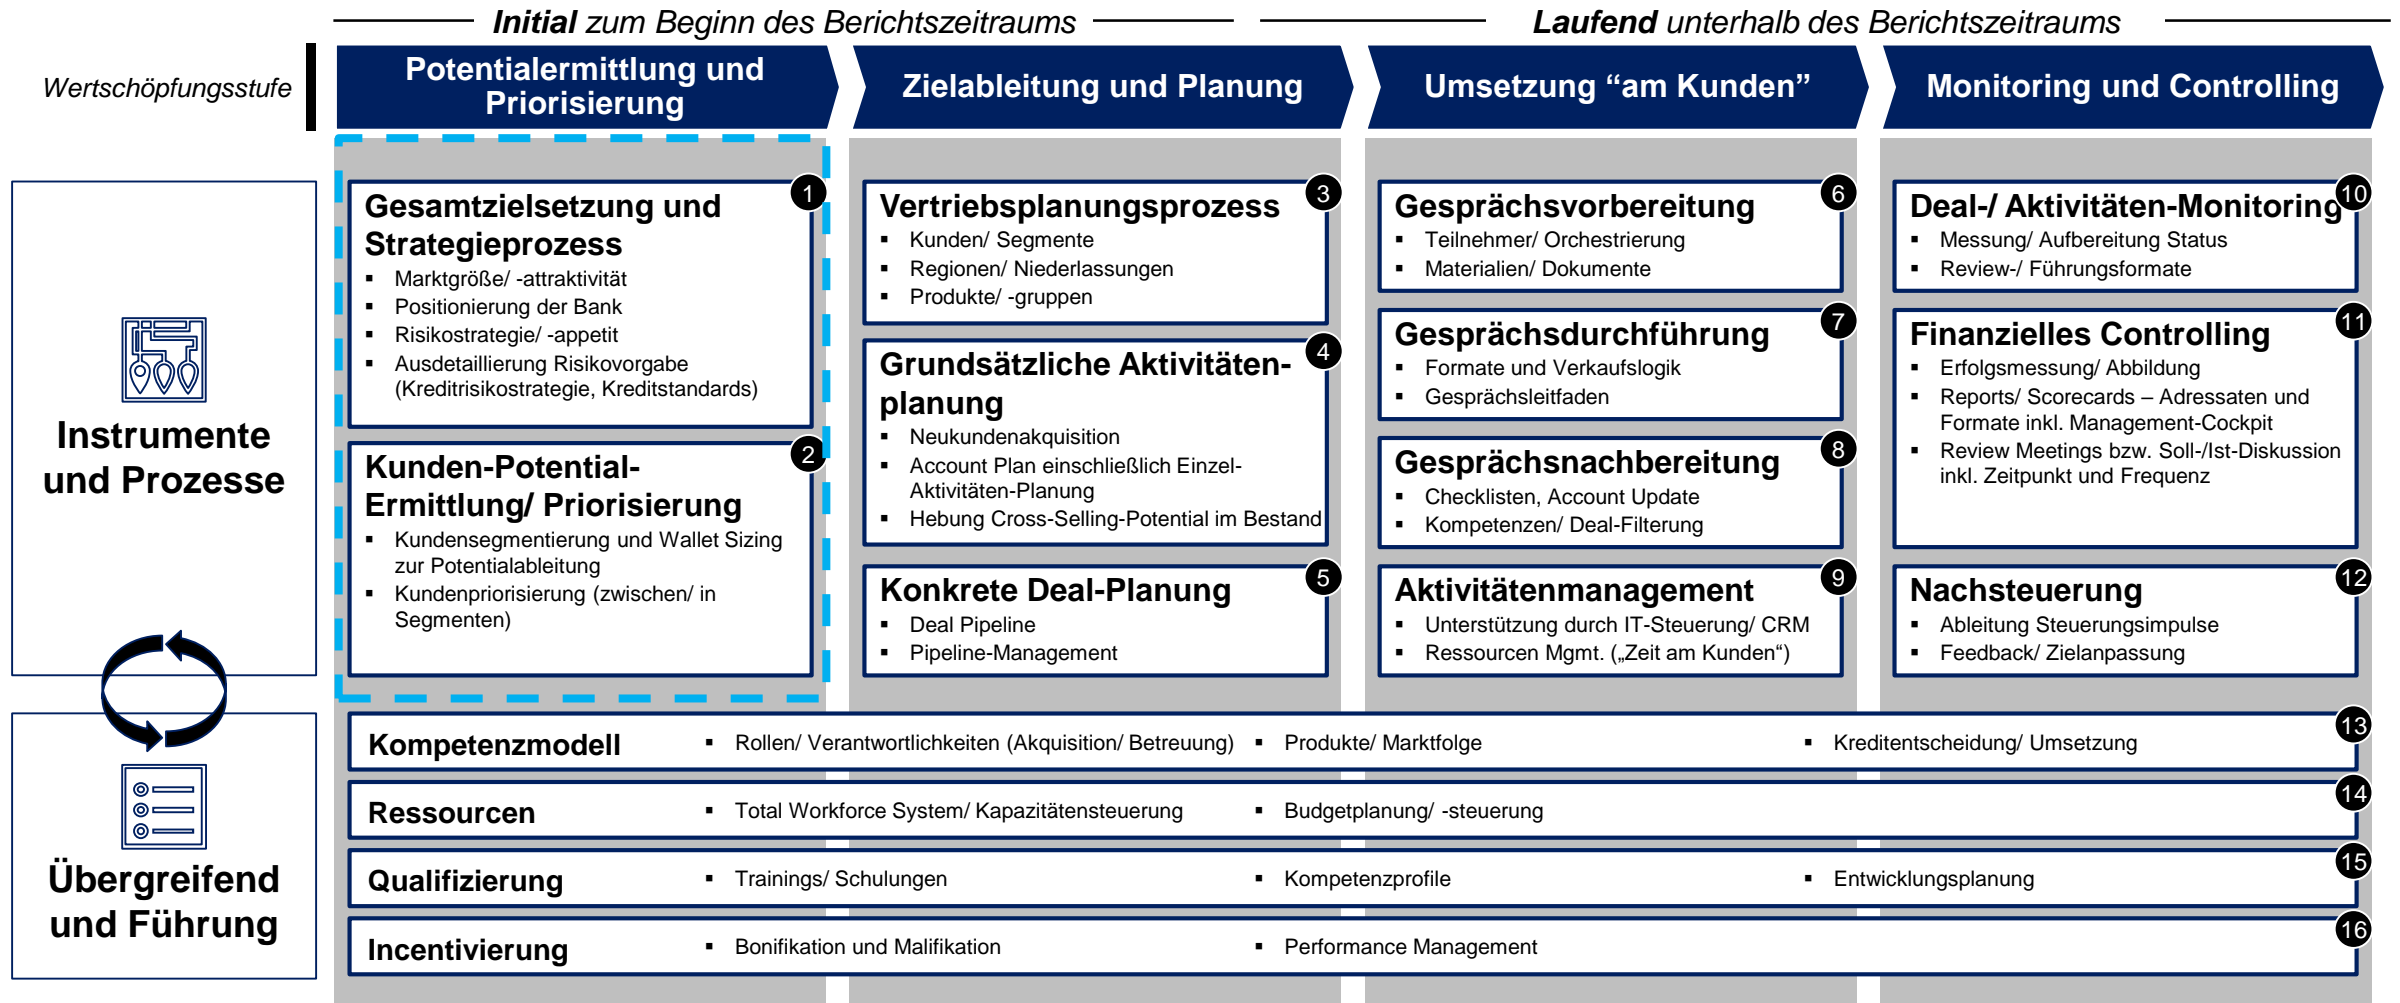 Initial zum Beginn des Berichtszeitraums
Laufend unterhalb des Berichtszeitraums
Wertschöpfungsstufe
Potentialermittlung und
Priorisierung
Zielableitung und Planung
Umsetzung “am Kunden”
Monitoring und Controlling
Instrumente
und Prozesse
1
Gesamtzielsetzung und
Strategieprozess
▪ Marktgröße/ -attraktivität
▪ Positionierung der Bank
▪ Risikostrategie/ -appetit
▪ Ausdetaillierung Risikovorgabe
(Kreditrisikostrategie, Kreditstandards)
2
Kunden-Potential-
Ermittlung/ Priorisierung
▪ Kundensegmentierung und Wallet Sizing
zur Potentialableitung
▪ Kundenpriorisierung (zwischen/ in
Segmenten)
3
Vertriebsplanungsprozess
▪ Kunden/ Segmente
▪ Regionen/ Niederlassungen
▪ Produkte/ -gruppen
4
Grundsätzliche Aktivitäten-
planung
▪ Neukundenakquisition
▪ Account Plan einschließlich Einzel-
Aktivitäten-Planung
▪ Hebung Cross-Selling-Potential im Bestand
5
Konkrete Deal-Planung
▪ Deal Pipeline
▪ Pipeline-Management
6
Gesprächsvorbereitung
▪ Teilnehmer/ Orchestrierung
▪ Materialien/ Dokumente
7
Gesprächsdurchführung
▪ Formate und Verkaufslogik
▪ Gesprächsleitfaden
8
Gesprächsnachbereitung
▪ Checklisten, Account Update
▪ Kompetenzen/ Deal-Filterung
9
Aktivitätenmanagement
▪ Unterstützung durch IT-Steuerung/ CRM
▪ Ressourcen Mgmt. („Zeit am Kunden“)
10
Deal-/ Aktivitäten-Monitoring
▪ Messung/ Aufbereitung Status
▪ Review-/ Führungsformate
11
Finanzielles Controlling
▪ Erfolgsmessung/ Abbildung
▪ Reports/ Scorecards – Adressaten und
Formate inkl. Management-Cockpit
▪ Review Meetings bzw. Soll-/Ist-Diskussion
inkl. Zeitpunkt und Frequenz
12
Nachsteuerung
▪ Ableitung Steuerungsimpulse
▪ Feedback/ Zielanpassung
Übergreifend
und Führung
13
Kompetenzmodell ▪ Rollen/ Verantwortlichkeiten (Akquisition/ Betreuung) ▪ Produkte/ Marktfolge ▪ Kreditentscheidung/ Umsetzung
14
Ressourcen ▪ Total Workforce System/ Kapazitätensteuerung ▪ Budgetplanung/ -steuerung
15
Qualifizierung ▪ Trainings/ Schulungen ▪ Kompetenzprofile ▪ Entwicklungsplanung
16
Incentivierung ▪ Bonifikation und Malifikation ▪ Performance Management